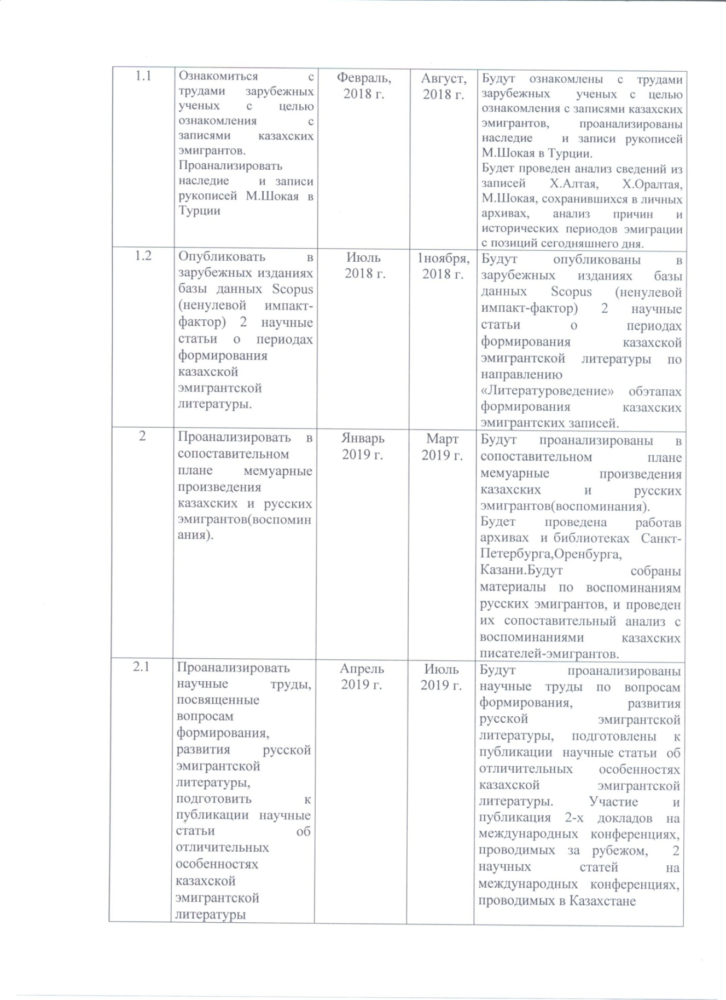 1.1
Ознакомиться с
трудами зарубежных
ученых с целью
ознакомления с
записями казахских
эмигрантов.
Проанализировать
наследие и записи
рукописей М.Шокая в
Турции
Февраль,
2018 г.
Август,
2018 г.
Будут ознакомлены с трудами
зарубежных ученых с целью
ознакомления с записями казахских
эмигрантов, проанализированы
наследие и записи рукописей
М.Шокая в Турции.
Будет проведен анализ сведений из
записей Х.Алтая, Х.Оралтая,
М.Шокая, сохранившихся в личных
архивах, анализ причин и
исторических периодов эмиграции
с позиций сегодняшнего дня.
1.2
Опубликовать в
зарубежных изданиях
базы данных Scopus
(ненулевой импакт-
фактор) 2 научные
статьи о периодах
формирования
казахской
эмигрантской
литературы.
Июль
2018 г.
1ноября,
2018 г.
Будут опубликованы в
зарубежных изданиях базы
данных Scopus (ненулевой
импакт-фактор) 2 научные
статьи о периодах
формирования казахской
эмигрантской литературы по
направлению
«Литературоведение» обэтапах
формирования казахских
эмигрантских записей.
2
Проанализировать в
сопоставительном
плане мемуарные
произведения
казахских и русских
эмигрантов(воспомин
ания).
Январь
2019 г.
Март
2019 г.
Будут проанализированы в
сопоставительном плане
мемуарные произведения
казахских и русских
эмигрантов(воспоминания).
Будет проведена работав
архивах и библиотеках Санкт-
Петербурга,Оренбурга,
Казани.Будут собраны
материалы по воспоминаниям
русских эмигрантов, и проведен
их сопоставительный анализ с
воспоминаниями казахских
писателей-эмигрантов.
2.1
Проанализировать
научные труды,
посвященные
вопросам
формирования,
развития русской
эмигрантской
литературы,
подготовить к
публикации научные
статьи об
отличительных
особенностях
казахской
эмигрантской
литературы
Апрель
2019 г.
Июль
2019 г.
Будут проанализированы
научные труды по вопросам
формирования, развития
русской эмигрантской
литературы, подготовлены к
публикации научные статьи об
отличительных особенностях
казахской эмигрантской
литературы. Участие и
публикация 2-х докладов на
международных конференциях,
проводимых за рубежом, 2
научных статей на
международных конференциях,
проводимых в Казахстане